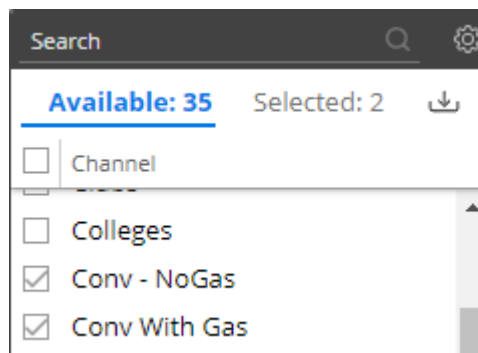 Search
Available: 35 Selected: 2
Channel
Colleges
Conv - NoGas
Conv With Gas